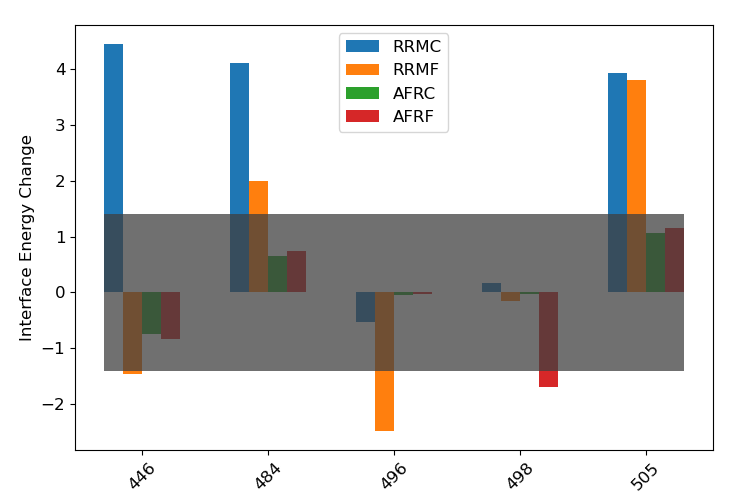 RRMC
RRMF
AFRC
AFRF
Interface Energy Change
4
3
2
1
0
−1
−2
446
484
496
498
505